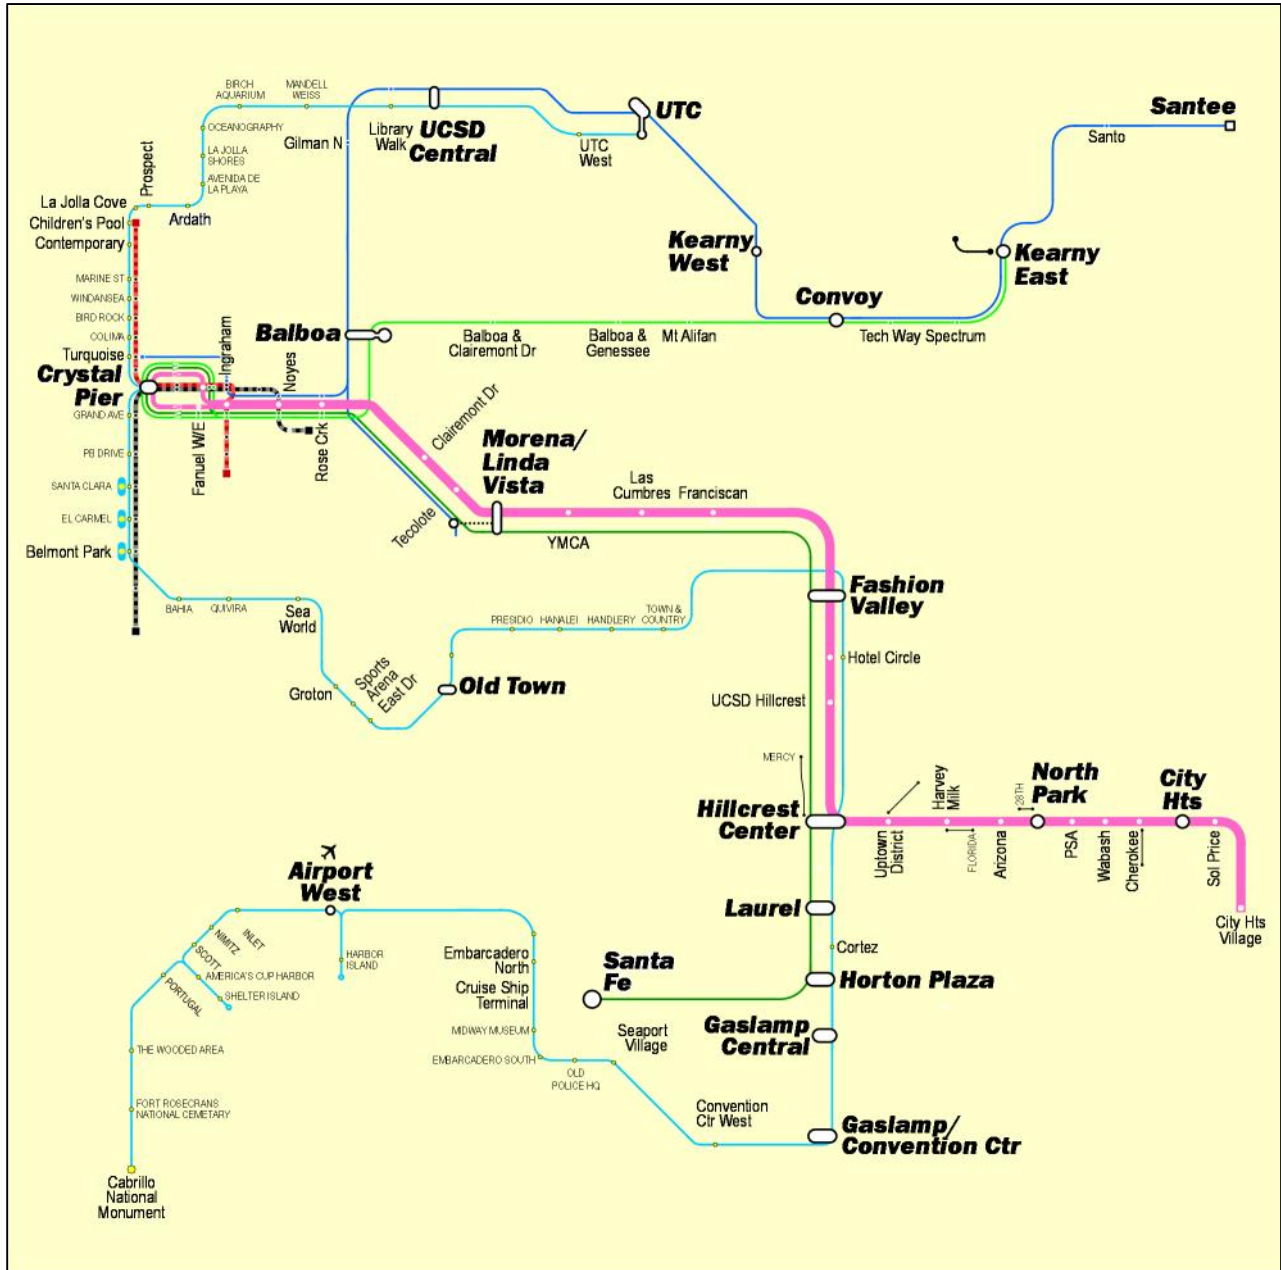 BIRCH
AQUARIUM
MANDELL
WEISS
OCEANOGRAPHY
LA JOLLA
SHORES
AVENIDA DE
LA PLAYA
Gilman N
Library
Walk
UCSD
Central
UTC
West
UTC
Santee
Santo
Prospect
La Jolla Cove
Ardath
Children's Pool
Contemporary
MARINE ST
WINDANSEA
BIRD ROCK
COLIMA
Turquoise
Crystal
Pier
Kearny
West
Kearny
East
Convoy
Tech Way Spectrum
Balboa
Balboa &
Clairemont Dr
Balboa &
Genessee
Mt Alifan
Ingraham
Noyes
GRAND AVE
Fanuel W/E
Rose Crk
Clairemont Dr
PB DRIVE
SANTA CLARA
EL CARMEL
Belmont Park
Morena/
Linda
Vista
Tecolote
YMCA
Las
Cumbres
Franciscan
BAHIA
QUIVIRA
Sea
World
Groton
Sports
Arena
East Dr
Old Town
PRESIDIO
HANALEI
HANDLERY
TOWN &
COUNTRY
Fashion
Valley
Hotel Circle
UCSD Hillcrest
MERCY
Hillcrest
Center
Uptown
District
Harvey
Milk
FLORIDA
Arizona
28TH
North
Park
PSA
Wabash
Cherokee
City
Hts
Sol Price
City Hts
Village
Laurel
Cortez
Horton Plaza
Santa
Fe
Gaslamp
Central
Gaslamp/
Convention Ctr
Convention
Ctr West
Seaport
Village
OLD
POLICE HQ
EMBARCADERO SOUTH
MIDWAY MUSEUM
Cruise Ship
Terminal
Embarcadero
North
Airport
West
HARBOR
ISLAND
INLET
NIMITZ
SCOTT
AMERICA'S CUP HARBOR
SHELTER ISLAND
PORTUGAL
THE WOODED AREA
FORT ROSECRANS
NATIONAL CEMETARY
Cabrillo
National
Monument